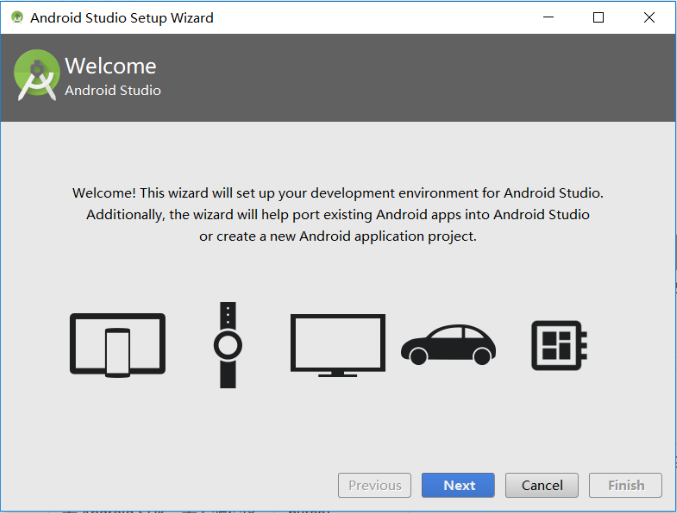 Android Studio Setup Wizard
Welcome
Android Studio
Welcome! This wizard will set up your development environment for Android Studio.
Additionally, the wizard will help port existing Android apps into Android Studio
or create a new Android application project.
Previous Next Cancel Finish